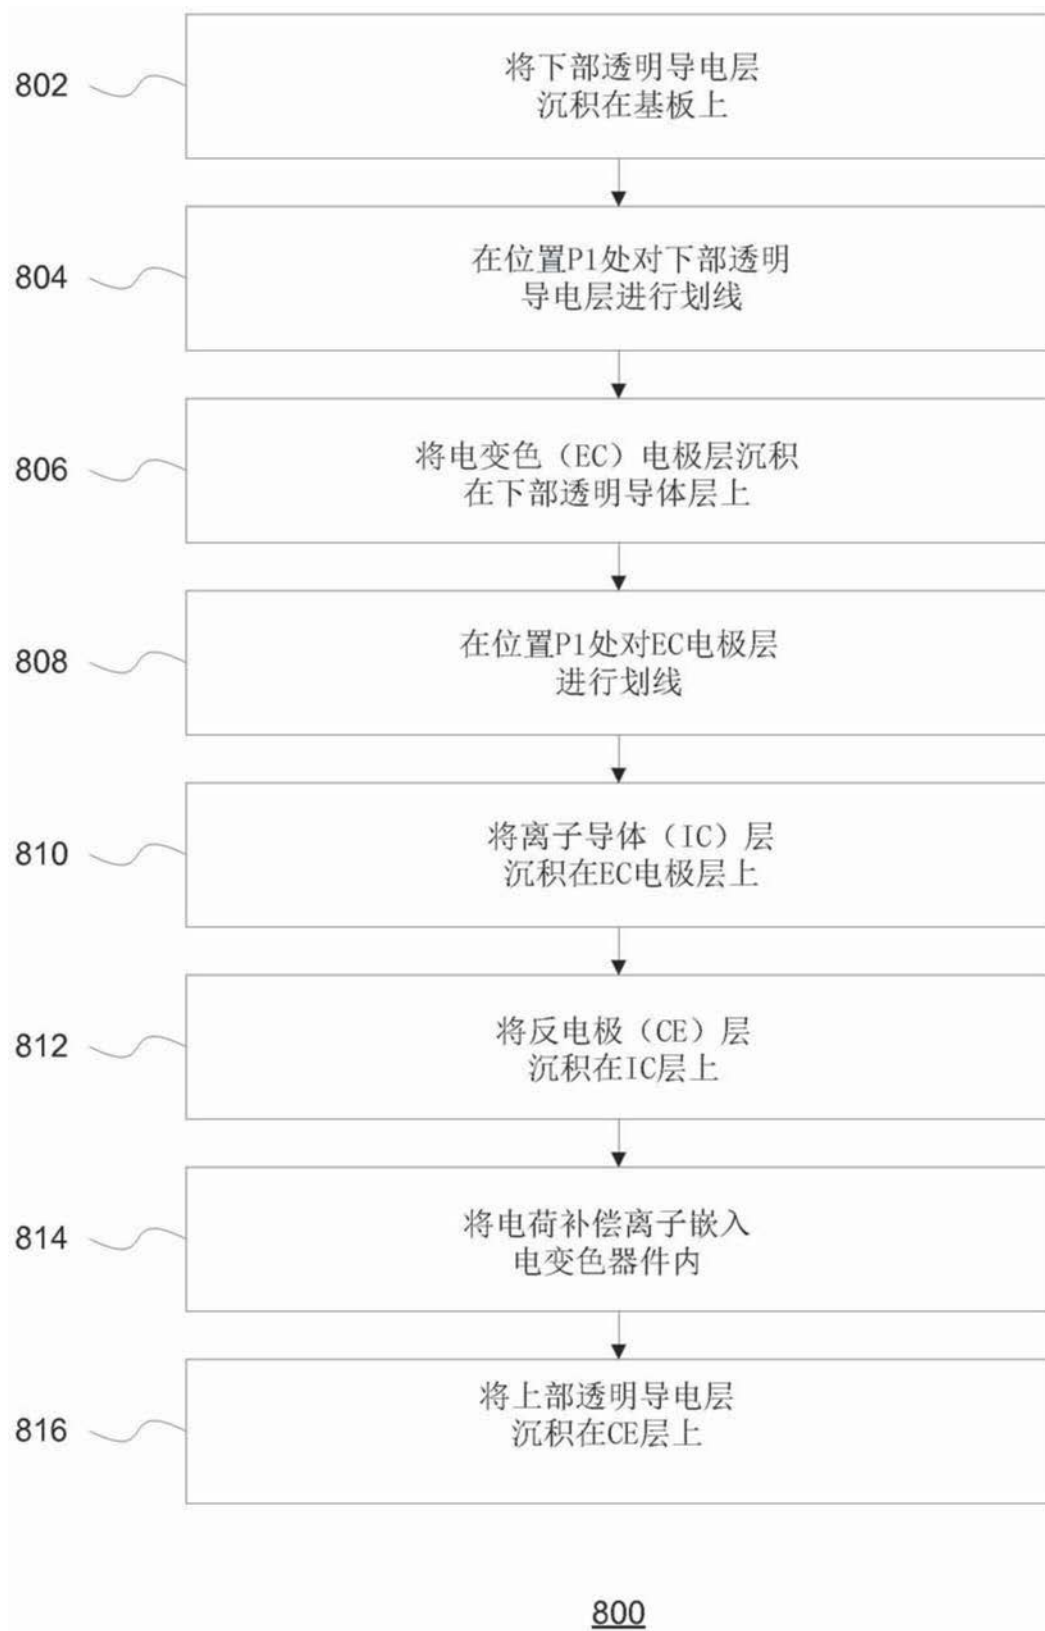 802
将下部透明导电层
沉积在基板上
804
在位置P1处对下部透明
导电层进行划线
806
将电变色（EC）电极层沉积
在下部透明导体层上
808
在位置P1处对EC电极层
进行划线
810
将离子导体（IC）层
沉积在EC电极层上
812
将反电极（CE）层
沉积在IC层上
814
将电荷补偿离子嵌入
电变色器件内
816
将上部透明导电层
沉积在CE层上
800